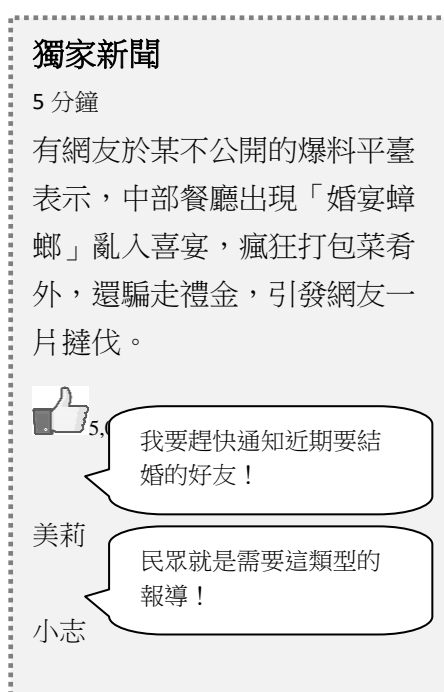 獨家新聞
5 分鐘
有網友於某不公開的爆料平臺
表示，中部餐廳出現「婚宴蟑
螂」亂入喜宴，瘋狂打包菜肴
外，還騙走禮金，引發網友一
片撻伐。
5,
我要趕快通知近期要結
婚的好友！
美莉
民眾就是需要這類型的
報導！
小志